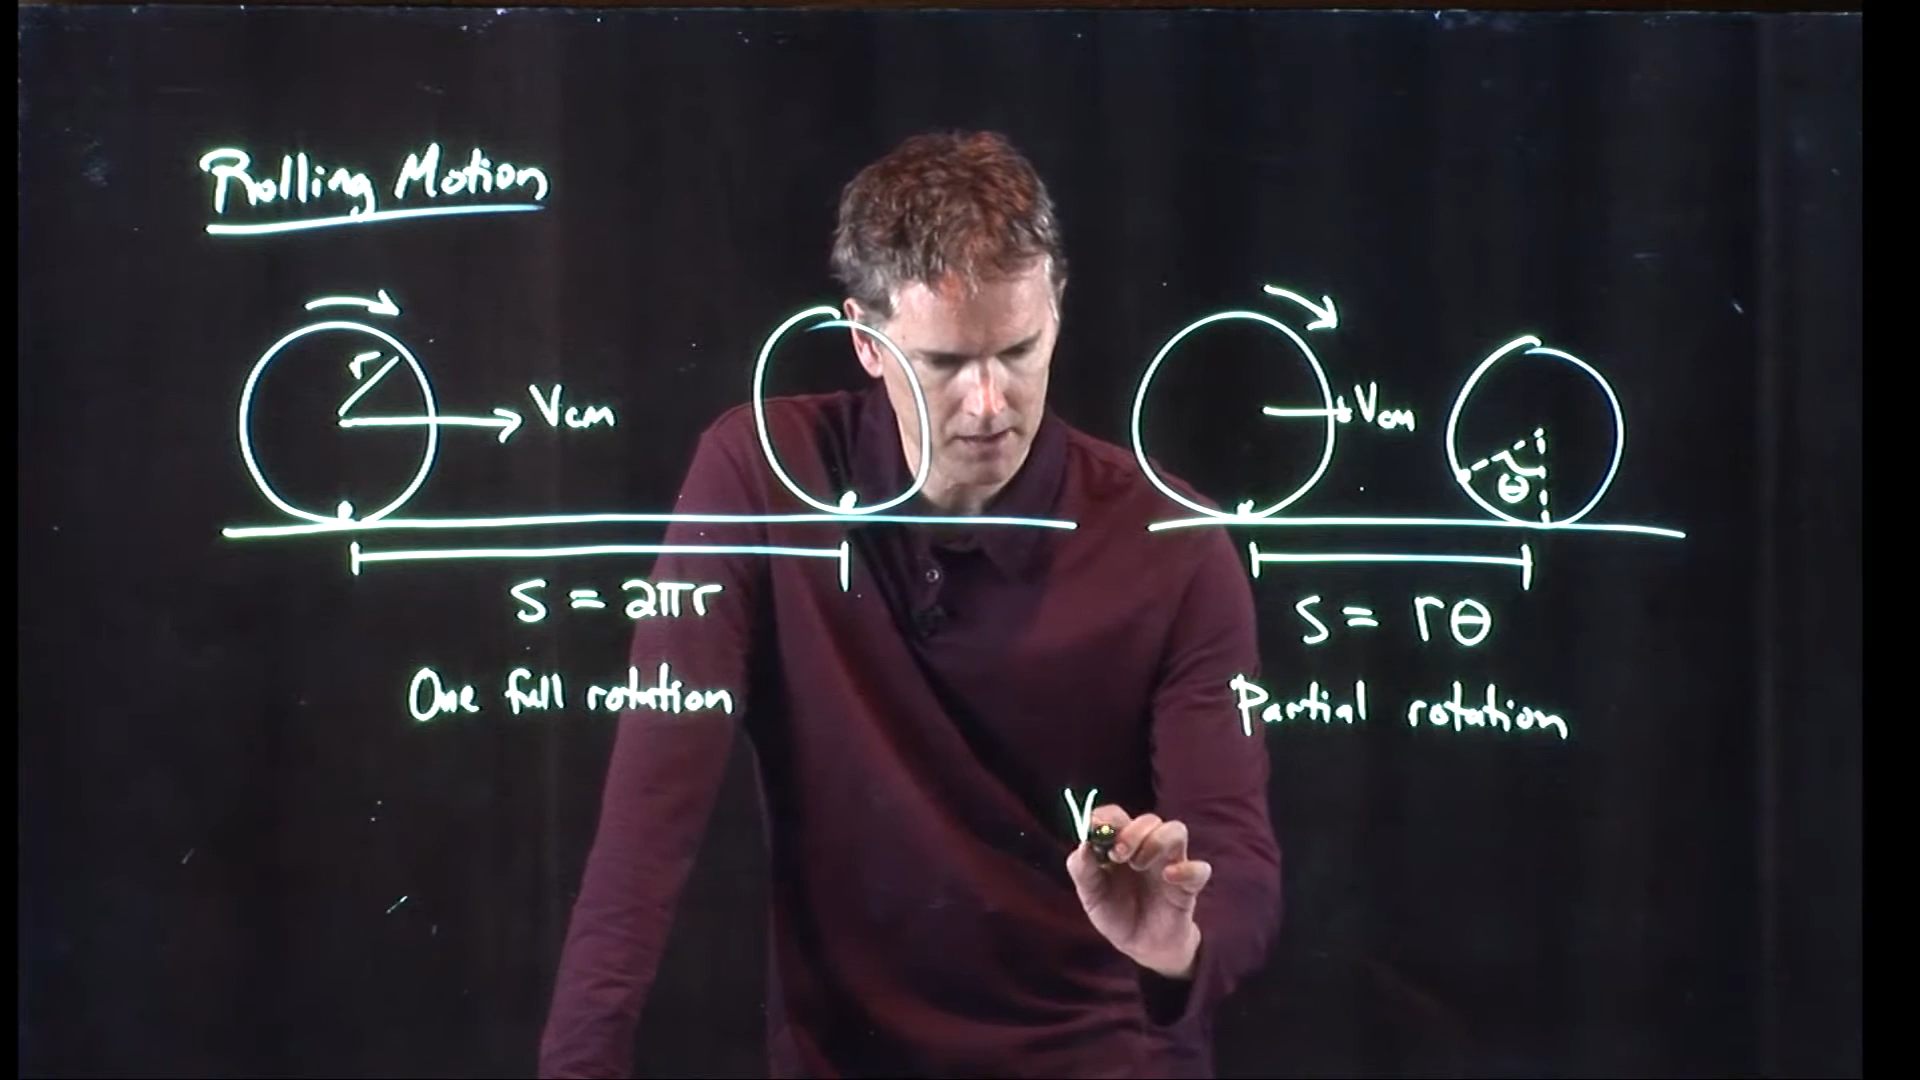 Rolling Motion
r
Vcm
Vcm
θ
S = 2πr
S = rθ
One full rotation
Partial rotation
V